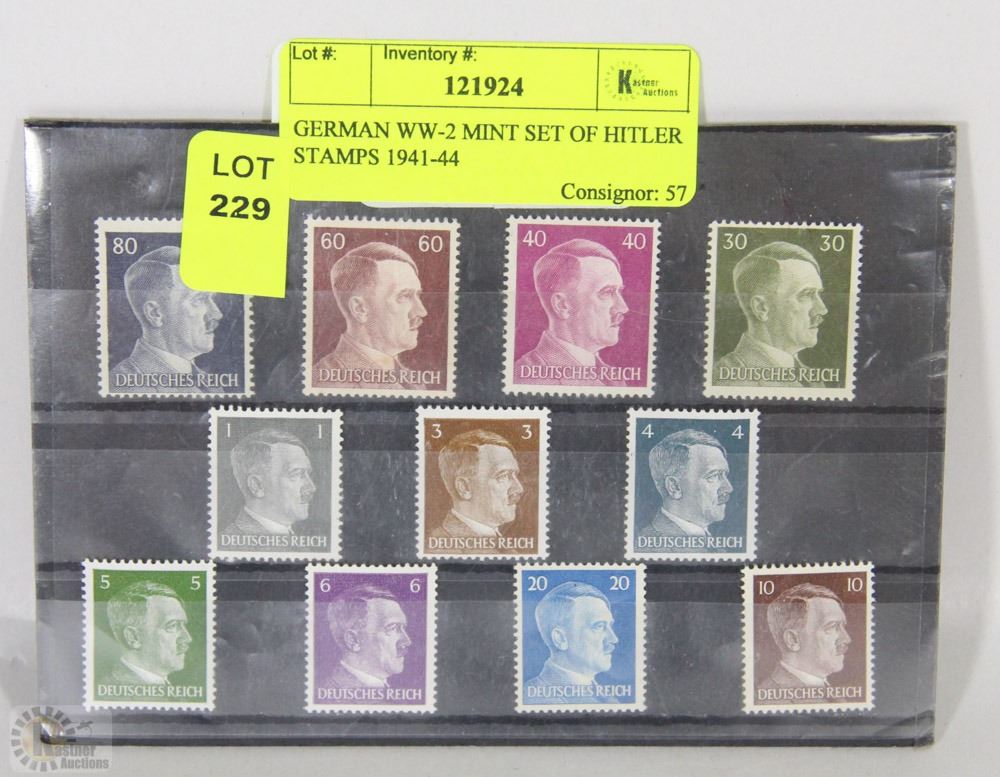 Lot #:
Inventory #:
121924
Kastner
Auctions
GERMAN WW-2 MINT SET OF HITLER
STAMPS 1941-44
Consignor: 57
LOT
229
80
DEUTSCHES REICH
60 60
DEUTSCHES REICH
40 40
DEUTSCHES REICH
30 30
DEUTSCHES REICH
1 1
DEUTSCHES REICH
3 3
DEUTSCHES REICH
4 4
DEUTSCHES REICH
5 5
DEUTSCHES REICH
6 6
DEUTSCHES REICH
20 20
DEUTSCHES REICH
10 10
DEUTSCHES REICH
Kastner
Auctions